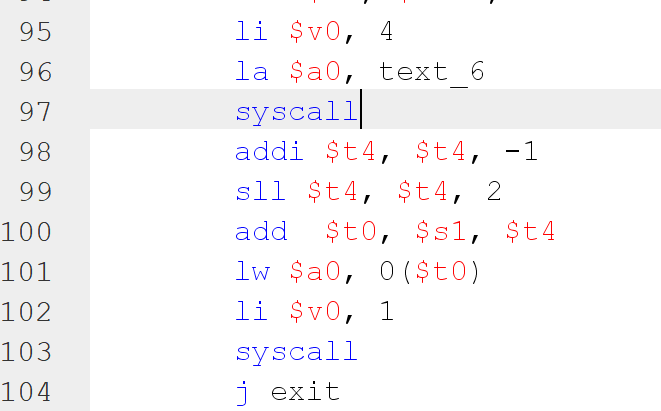 95 li $v0, 4
96 la $a0, text_6
97 syscall
98 addi $t4, $t4, -1
99 sll $t4, $t4, 2
100 add  $t0, $s1, $t4
101 lw $a0, 0($t0)
102 li $v0, 1
103 syscall
104 j exit